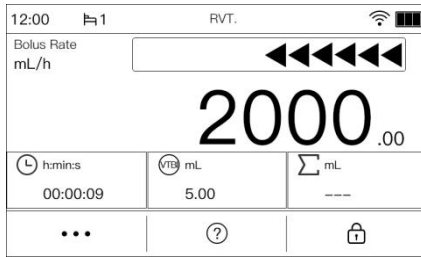 12:00 1 RVT.
Bolus Rate
mL/h
2000.00
h:min:s VTBI mL mL
00:00:09 5.00 ---